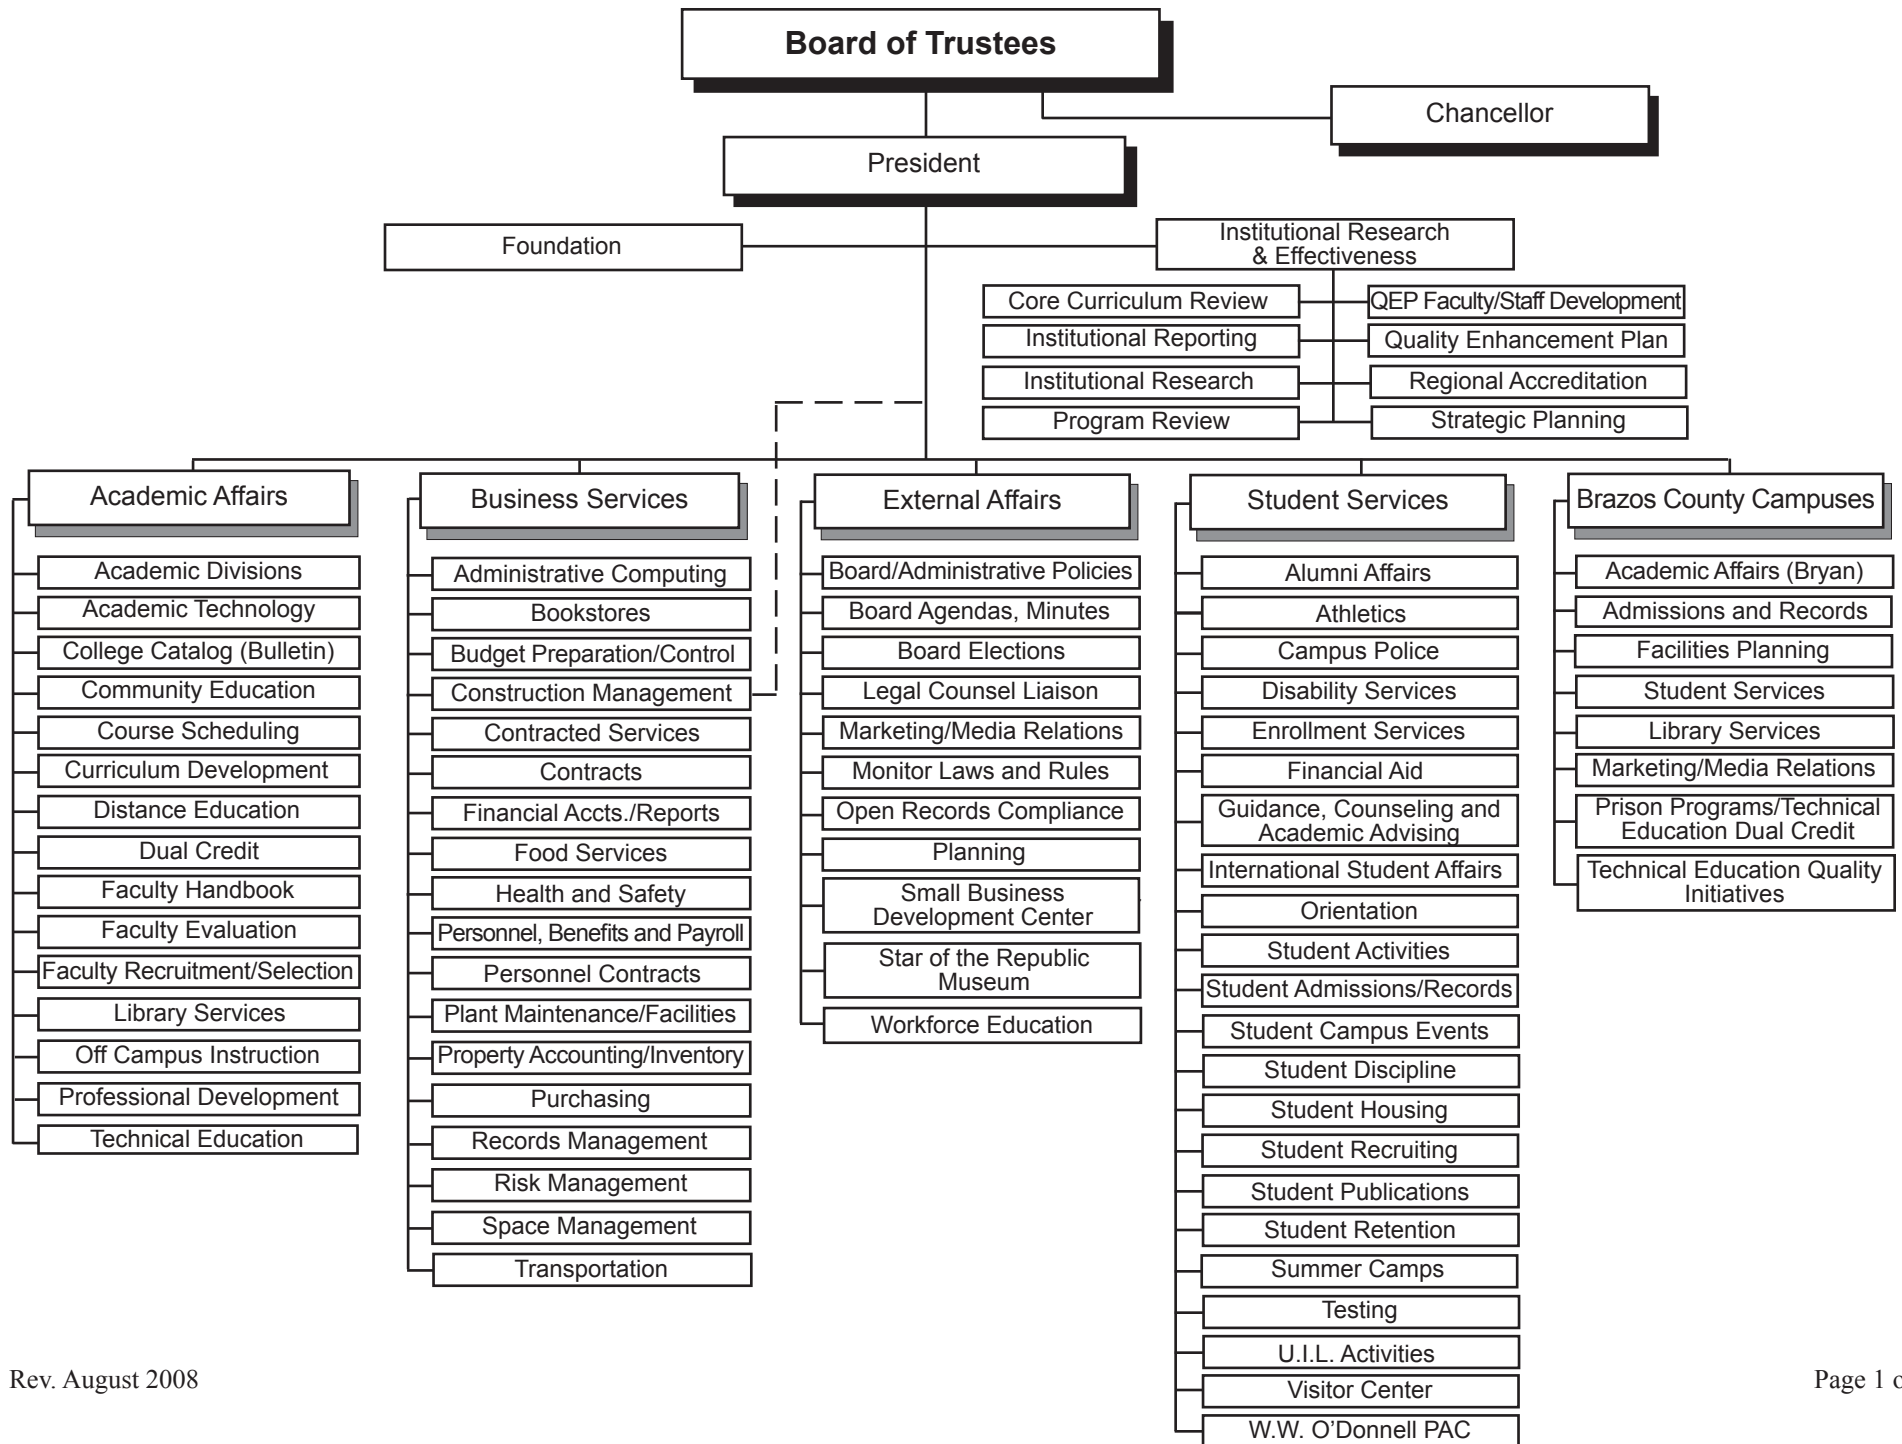 Board of Trustees
Chancellor
President
Foundation
Institutional Research
& Effectiveness
Core Curriculum Review
QEP Faculty/Staff Development
Institutional Reporting
Quality Enhancement Plan
Institutional Research
Regional Accreditation
Program Review
Strategic Planning
Academic Affairs
Academic Divisions
Academic Technology
College Catalog (Bulletin)
Community Education
Course Scheduling
Curriculum Development
Distance Education
Dual Credit
Faculty Handbook
Faculty Evaluation
Faculty Recruitment/Selection
Library Services
Off Campus Instruction
Professional Development
Technical Education
Business Services
Administrative Computing
Bookstores
Budget Preparation/Control
Construction Management
Contracted Services
Contracts
Financial Accts./Reports
Food Services
Health and Safety
Personnel, Benefits and Payroll
Personnel Contracts
Plant Maintenance/Facilities
Property Accounting/Inventory
Purchasing
Records Management
Risk Management
Space Management
Transportation
External Affairs
Board/Administrative Policies
Board Agendas, Minutes
Board Elections
Legal Counsel Liaison
Marketing/Media Relations
Monitor Laws and Rules
Open Records Compliance
Planning
Small Business
Development Center
Star of the Republic
Museum
Workforce Education
Student Services
Alumni Affairs
Athletics
Campus Police
Disability Services
Enrollment Services
Financial Aid
Guidance, Counseling and
Academic Advising
International Student Affairs
Orientation
Student Activities
Student Admissions/Records
Student Campus Events
Student Discipline
Student Housing
Student Recruiting
Student Publications
Student Retention
Summer Camps
Testing
U.I.L. Activities
Visitor Center
W.W. O’Donnell PAC
Brazos County Campuses
Academic Affairs (Bryan)
Admissions and Records
Facilities Planning
Student Services
Library Services
Marketing/Media Relations
Prison Programs/Technical
Education Dual Credit
Technical Education Quality
Initiatives
Rev. August 2008
Page 1